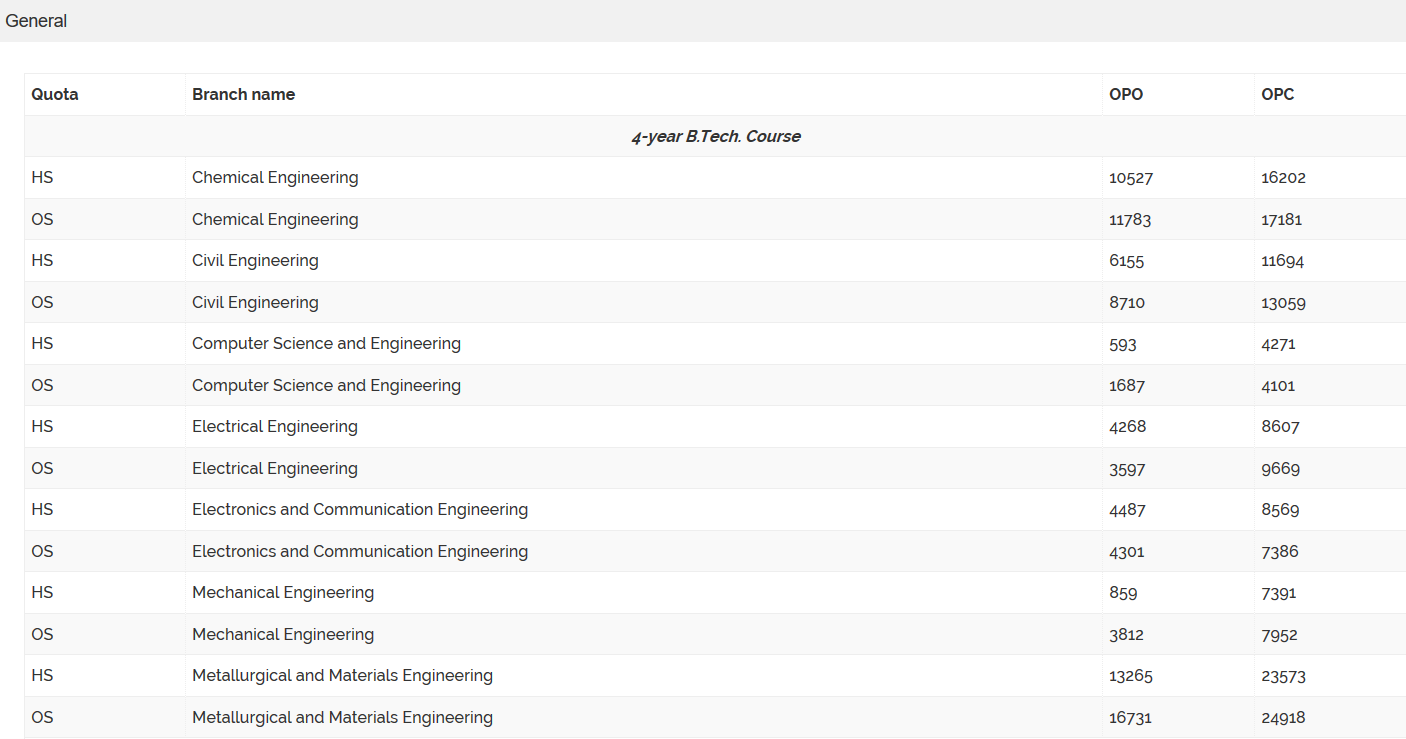 General
Quota Branch name OPO OPC
4-year B.Tech. Course
HS Chemical Engineering 10527 16202
OS Chemical Engineering 11783 17181
HS Civil Engineering 6155 11694
OS Civil Engineering 8710 13059
HS Computer Science and Engineering 593 4271
OS Computer Science and Engineering 1687 4101
HS Electrical Engineering 4268 8607
OS Electrical Engineering 3597 9669
HS Electronics and Communication Engineering 4487 8569
OS Electronics and Communication Engineering 4301 7386
HS Mechanical Engineering 859 7391
OS Mechanical Engineering 3812 7952
HS Metallurgical and Materials Engineering 13265 23573
OS Metallurgical and Materials Engineering 16731 24918